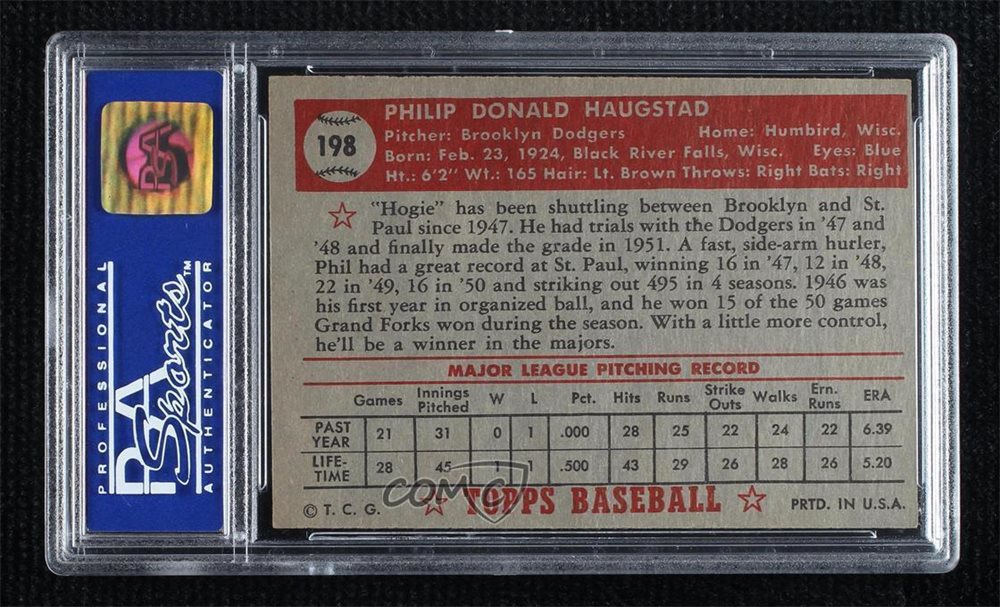 PSA
PROFESSIONAL
PSA
Sports™
AUTHENTICATOR
198
PHILIP DONALD HAUGSTAD
Pitcher: Brooklyn Dodgers Home: Humbird, Wisc.
Born: Feb. 23, 1924, Black River Falls, Wisc. Eyes: Blue
Ht.: 6'2" Wt.: 165 Hair: Lt. Brown Throws: Right Bats: Right
"Hogie" has been shuttling between Brooklyn and St.
Paul since 1947. He had trials with the Dodgers in '47 and
'48 and finally made the grade in 1951. A fast, side-arm hurler,
Phil had a great record at St. Paul, winning 16 in '47, 12 in '48,
22 in '49, 16 in '50 and striking out 495 in 4 seasons. 1946 was
his first year in organized ball, and he won 15 of the 50 games
Grand Forks won during the season. With a little more control,
he'll be a winner in the majors.
MAJOR LEAGUE PITCHING RECORD
Games Innings Pitched W L Pct. Hits Runs Strike Outs Walks Ern. Runs ERA
PAST YEAR 21 31 0 1 .000 28 25 22 24 22 6.39
LIFE-TIME 28 45 1 1 .500 43 29 26 28 26 5.20
© T. C. G. TOPPS BASEBALL PRTD. IN U.S.A.
COMC